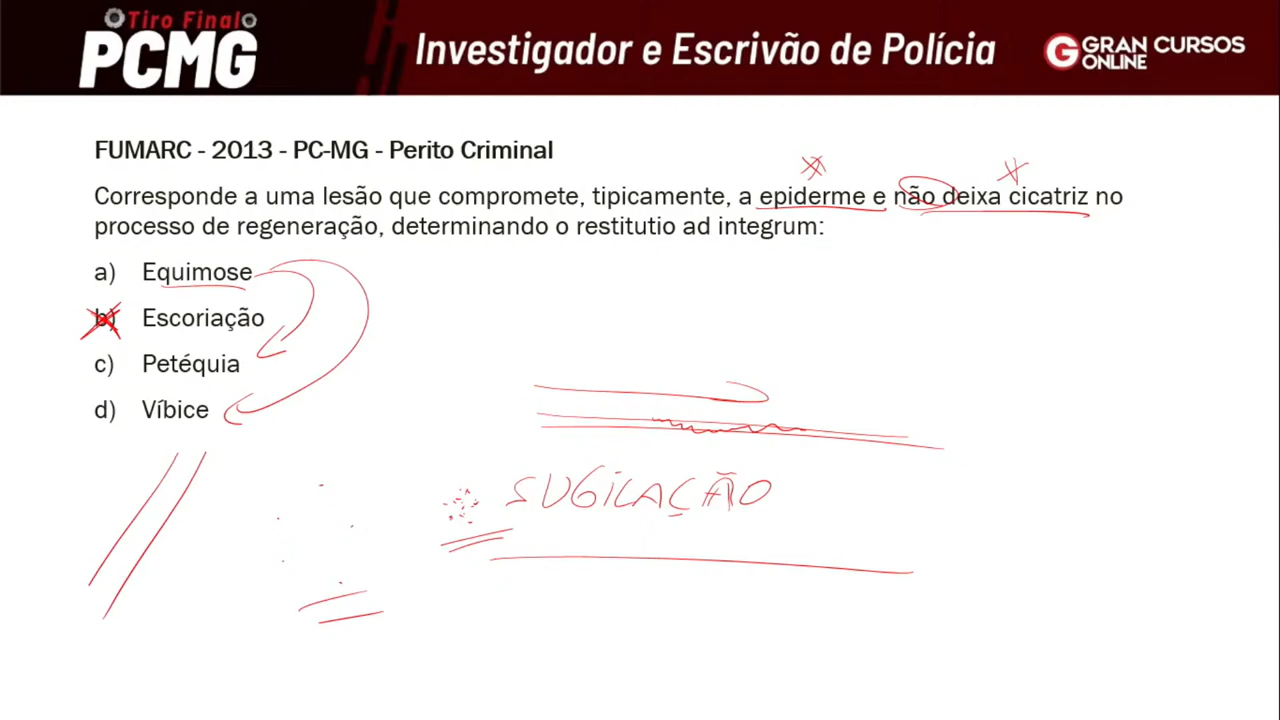 Tiro Final
PCMG
Investigador e Escrivão de Polícia
G GRAN CURSOS
ONLINE
FUMARC - 2013 - PC-MG - Perito Criminal
Corresponde a uma lesão que compromete, tipicamente, a epiderme e não deixa cicatriz no
processo de regeneração, determinando o restitutio ad integrum:
a) Equimose
b) Escoriação
c) Petéquia
d) Víbice
SUGILAÇÃO